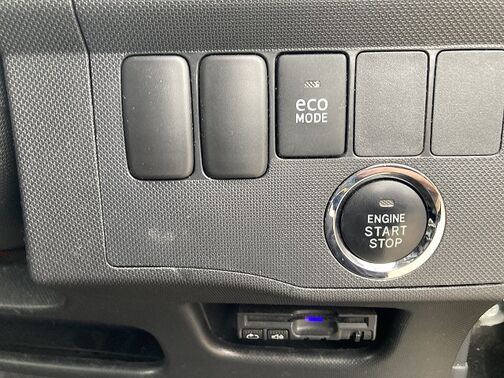 eco
MODE
ENGINE
START
STOP